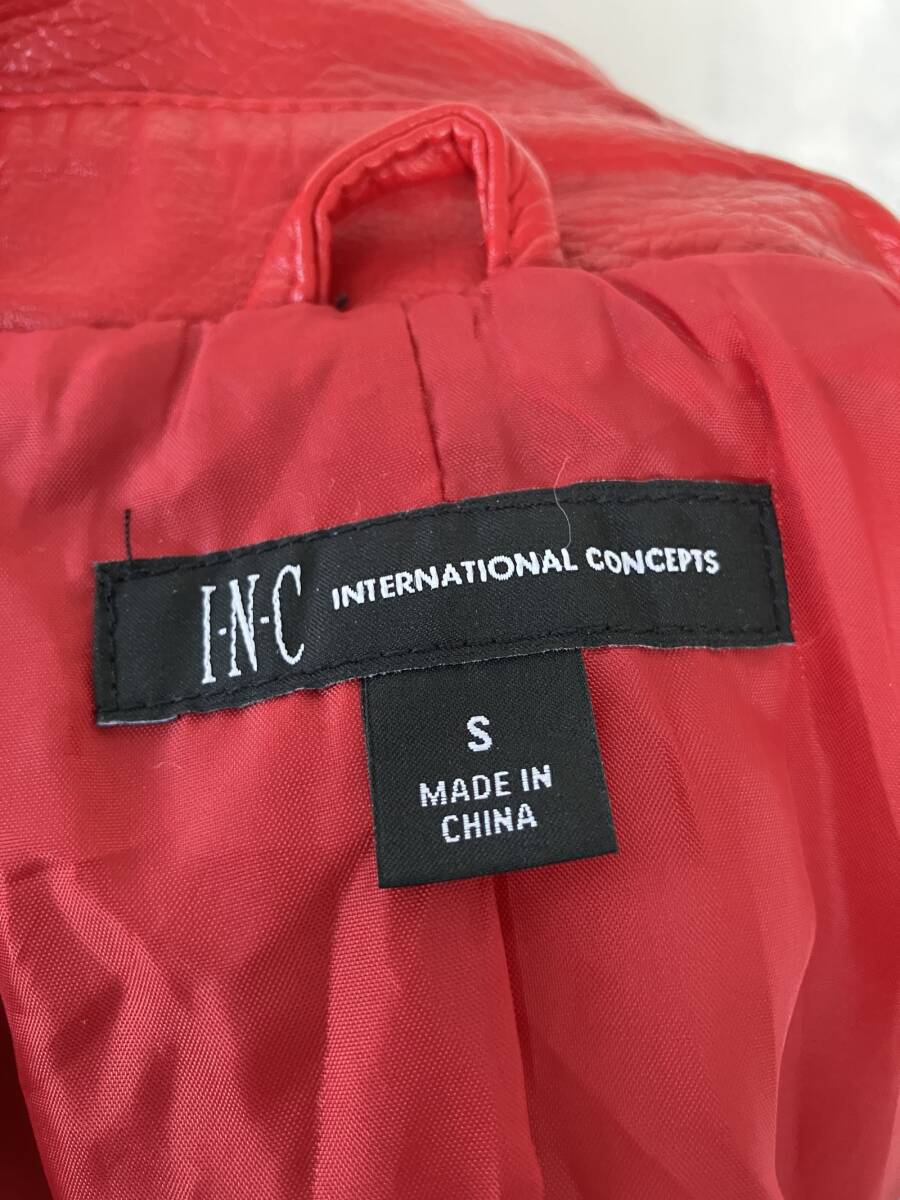 I·N·C INTERNATIONAL CONCEPTS
S
MADE IN
CHINA